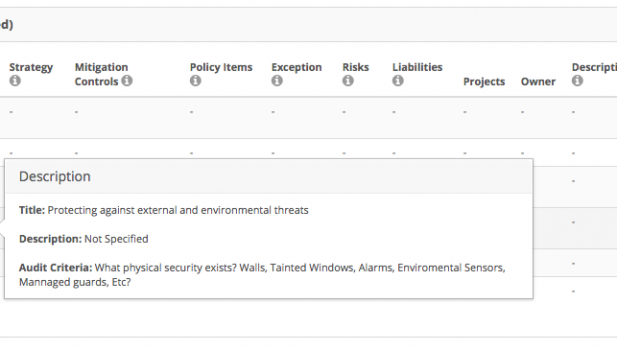 ed)
Strategy Mitigation Controls Policy Items Exception Risks Liabilities Projects Owner Descripti
- - - - - - - - -
- - - - - - - - -
Description
-
Title: Protecting against external and environmental threats
-
Description: Not Specified
Audit Criteria: What physical security exists? Walls, Tainted Windows, Alarms, Enviromental Sensors,
-
Mannaged guards, Etc?
-